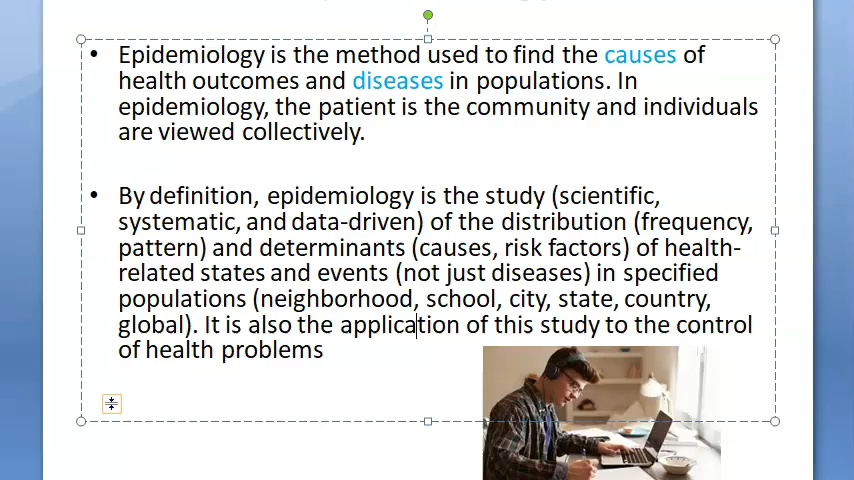 • Epidemiology is the method used to find the causes of
health outcomes and diseases in populations. In
epidemiology, the patient is the community and individuals
are viewed collectively.
• By definition, epidemiology is the study (scientific,
systematic, and data-driven) of the distribution (frequency,
pattern) and determinants (causes, risk factors) of health-
related states and events (not just diseases) in specified
populations (neighborhood, school, city, state, country,
global). It is also the application of this study to the control
of health problems